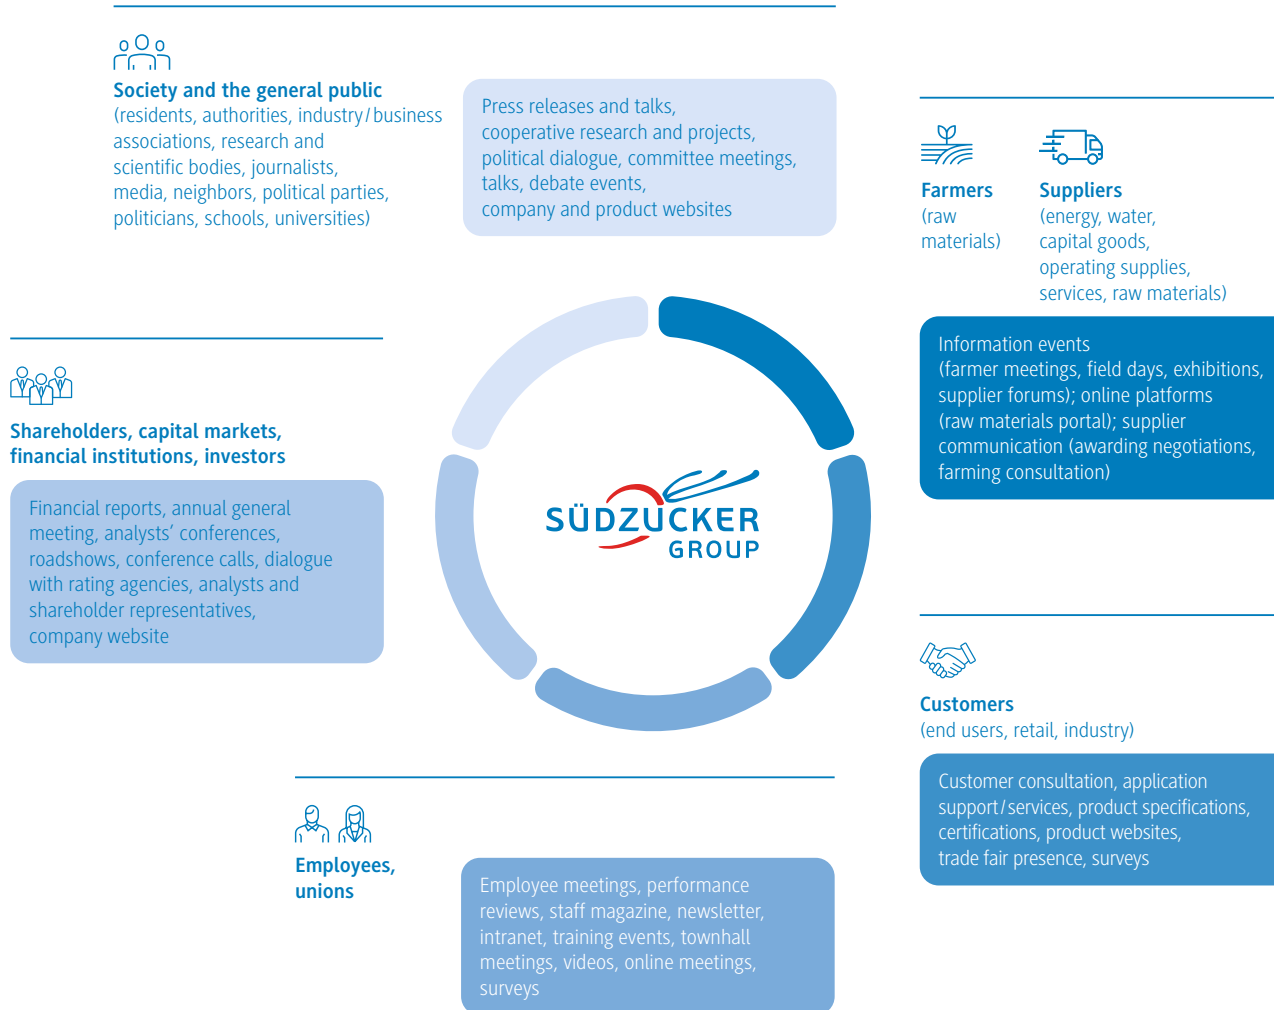 Society and the general public
(residents, authorities, industry/business
associations, research and
scientific bodies, journalists,
media, neighbors, political parties,
politicians, schools, universities)
Press releases and talks,
cooperative research and projects,
political dialogue, committee meetings,
talks, debate events,
company and product websites
Farmers
(raw
materials)
Suppliers
(energy, water,
capital goods,
operating supplies,
services, raw materials)
Information events
(farmer meetings, field days, exhibitions,
supplier forums); online platforms
(raw materials portal); supplier
communication (awarding negotiations,
farming consultation)
Shareholders, capital markets,
financial institutions, investors
Financial reports, annual general
meeting, analysts’ conferences,
roadshows, conference calls, dialogue
with rating agencies, analysts and
shareholder representatives,
company website
SÜDZUCKER
GROUP
Customers
(end users, retail, industry)
Customer consultation, application
support/services, product specifications,
certifications, product websites,
trade fair presence, surveys
Employees,
unions
Employee meetings, performance
reviews, staff magazine, newsletter,
intranet, training events, townhall
meetings, videos, online meetings,
surveys